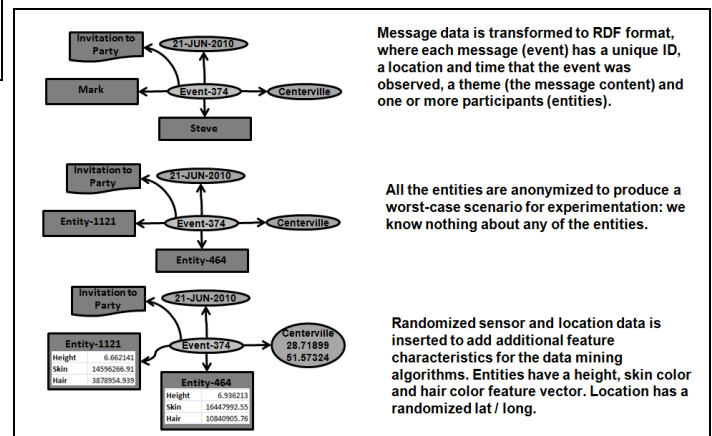 Invitation to
Party
21-JUN-2010
Mark
Event-374
Centerville
Steve
Message data is transformed to RDF format,
where each message (event) has a unique ID,
a location and time that the event was
observed, a theme (the message content) and
one or more participants (entities).
Invitation to
Party
21-JUN-2010
Entity-1121
Event-374
Centerville
Entity-464
All the entities are anonymized to produce a
worst-case scenario for experimentation: we
know nothing about any of the entities.
Invitation to
Party
21-JUN-2010
Entity-1121
Height 6.662141
Skin 14596266.91
Hair 3878954.939
Event-374
Centerville
28.71899
51.57324
Entity-464
Height 6.936213
Skin 16447992.55
Hair 10840905.76
Randomized sensor and location data is
inserted to add additional feature
characteristics for the data mining
algorithms. Entities have a height, skin color
and hair color feature vector. Location has a
randomized lat / long.